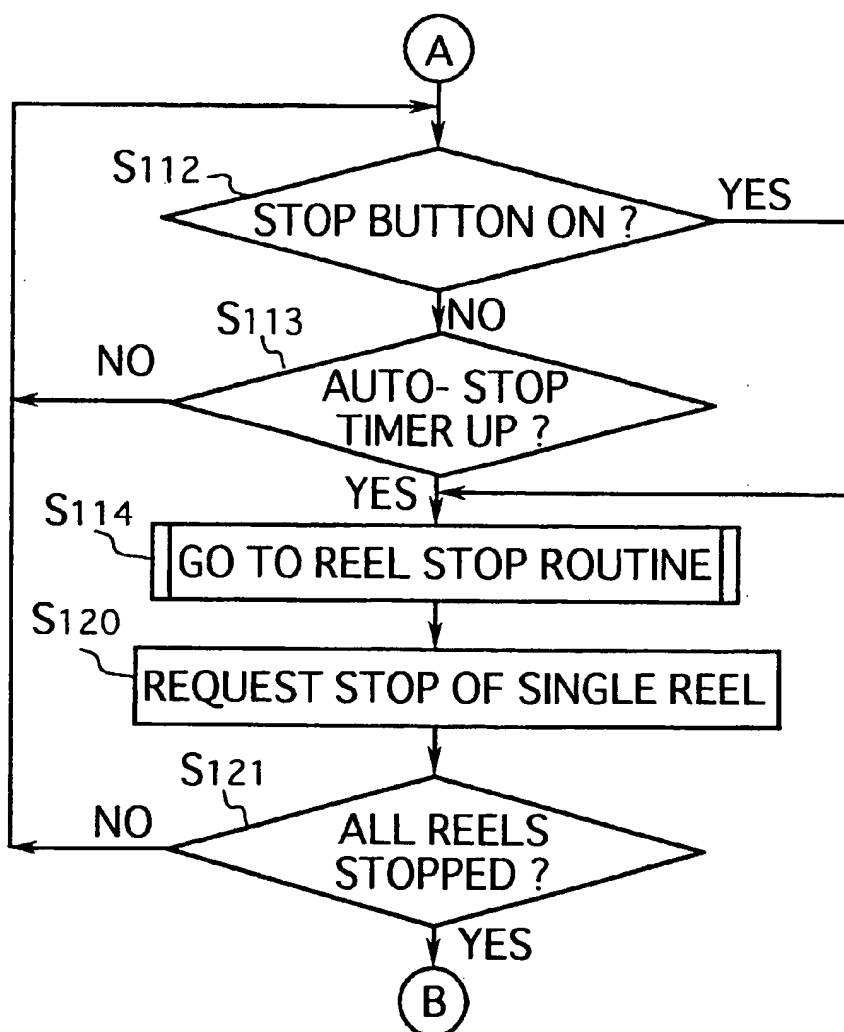 A
S112
STOP BUTTON ON ?
YES
NO
S113
NO
AUTO- STOP
TIMER UP ?
YES
S114
GO TO REEL STOP ROUTINE
S120
REQUEST STOP OF SINGLE REEL
S121
NO
ALL REELS
STOPPED ?
YES
B